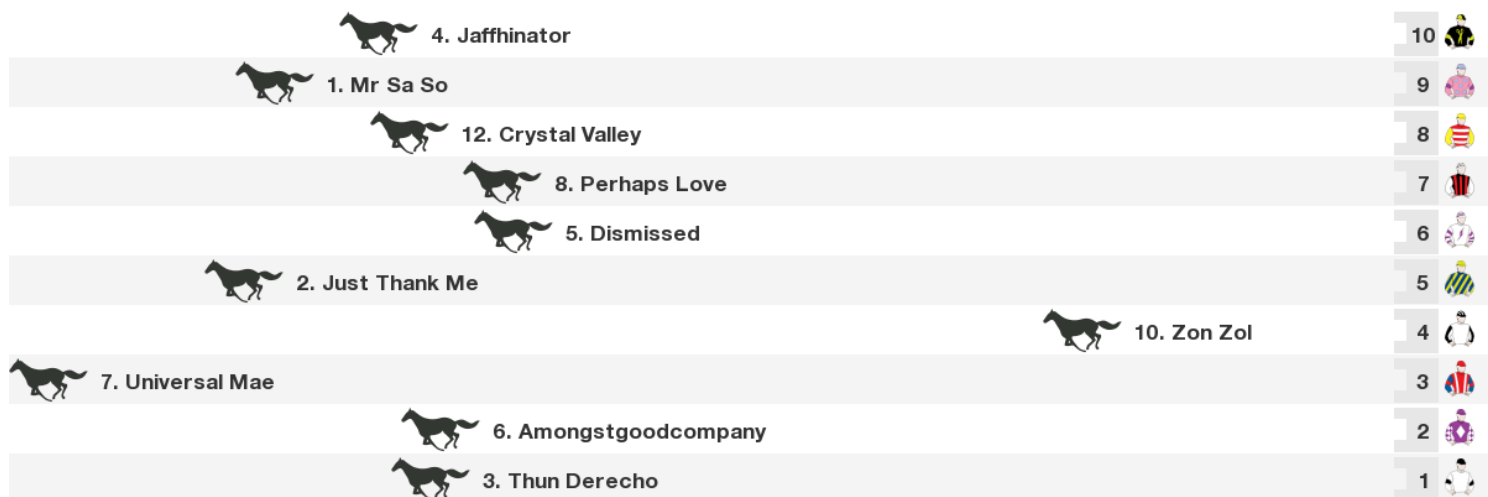 4. Jaffhinator 10
1. Mr Sa So 9
12. Crystal Valley 8
8. Perhaps Love 7
5. Dismissed 6
2. Just Thank Me 5
10. Zon Zol 4
7. Universal Mae 3
6. Amongstgoodcompany 2
3. Thun Derecho 1